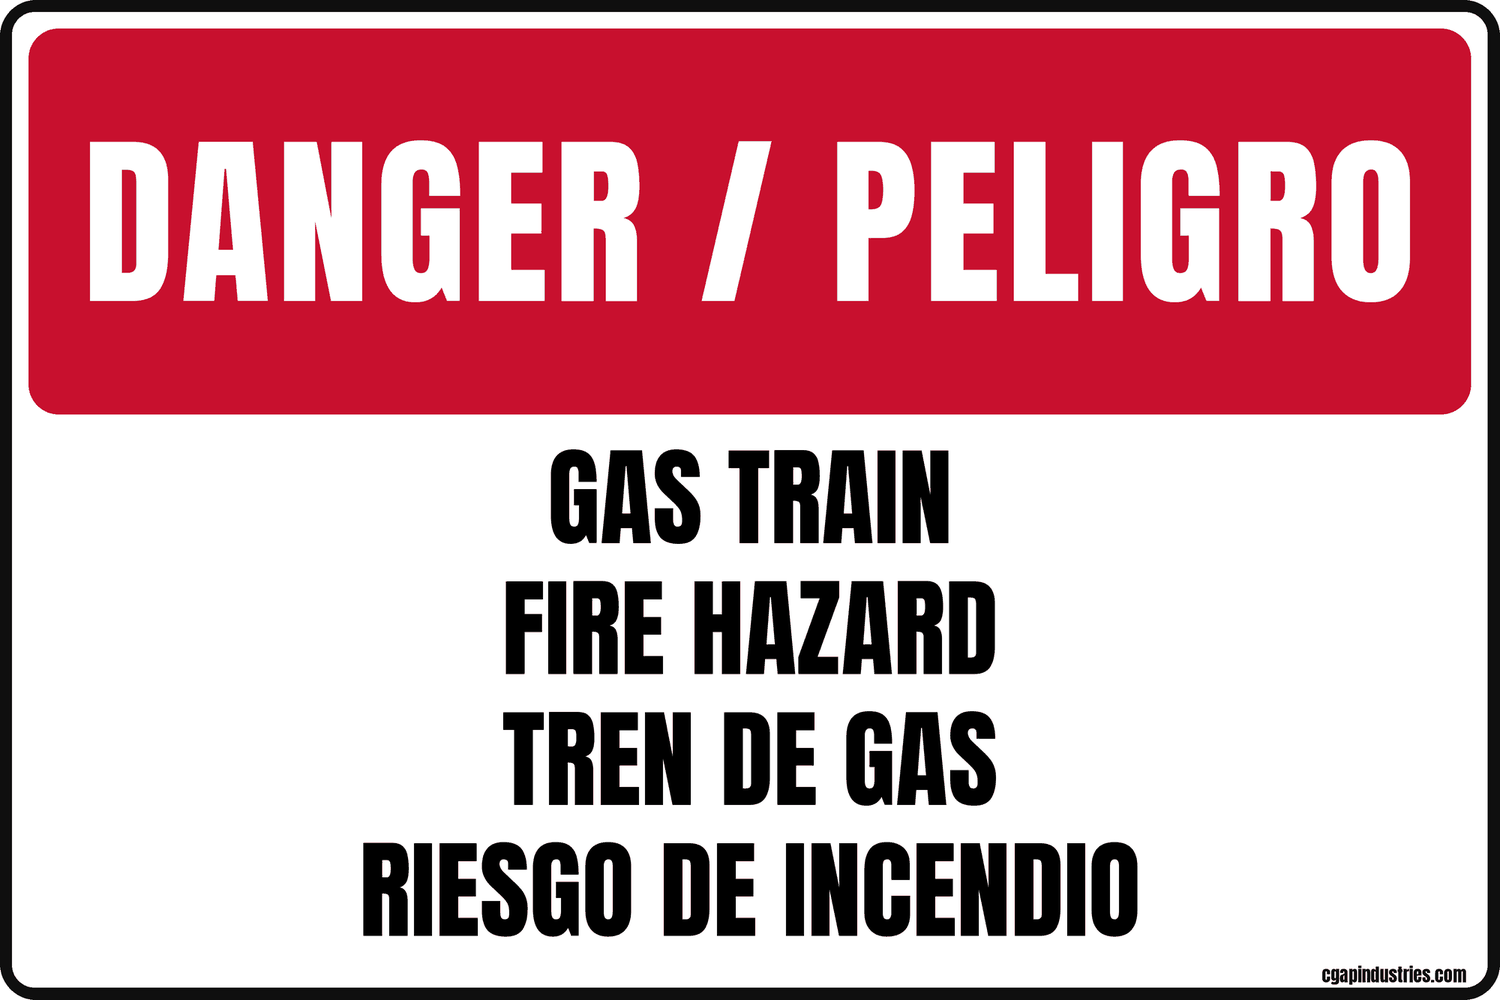 DANGER / PELIGRO
GAS TRAIN
FIRE HAZARD
TREN DE GAS
RIESGO DE INCENDIO
cgapindustries.com